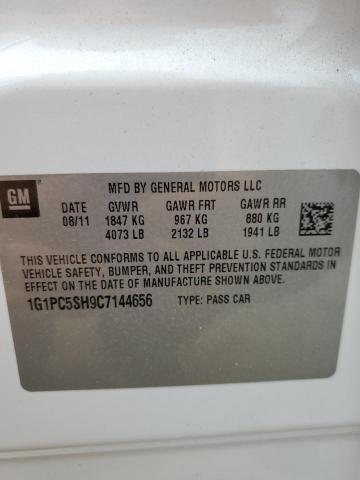 GM
MFD BY GENERAL MOTORS LLC
DATE GVWR GAWR FRT GAWR RR
08/11 1847 KG 967 KG 880 KG
4073 LB 2132 LB 1941 LB
THIS VEHICLE CONFORMS TO ALL APPLICABLE U.S. FEDERAL MOTOR
VEHICLE SAFETY, BUMPER, AND THEFT PREVENTION STANDARDS IN
EFFECT ON THE DATE OF MANUFACTURE SHOWN ABOVE.
1G1PC5SH9C7144656 TYPE: PASS CAR